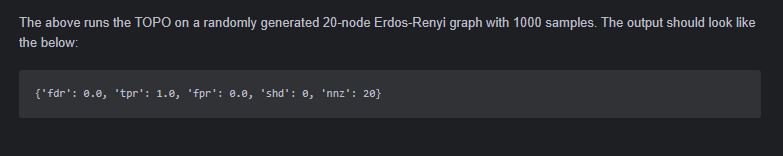 The above runs the TOPO on a randomly generated 20-node Erdos-Renyi graph with 1000 samples. The output should look like
the below:
{'fdr': 0.0, 'tpr': 1.0, 'fpr': 0.0, 'shd': 0, 'nnz': 20}